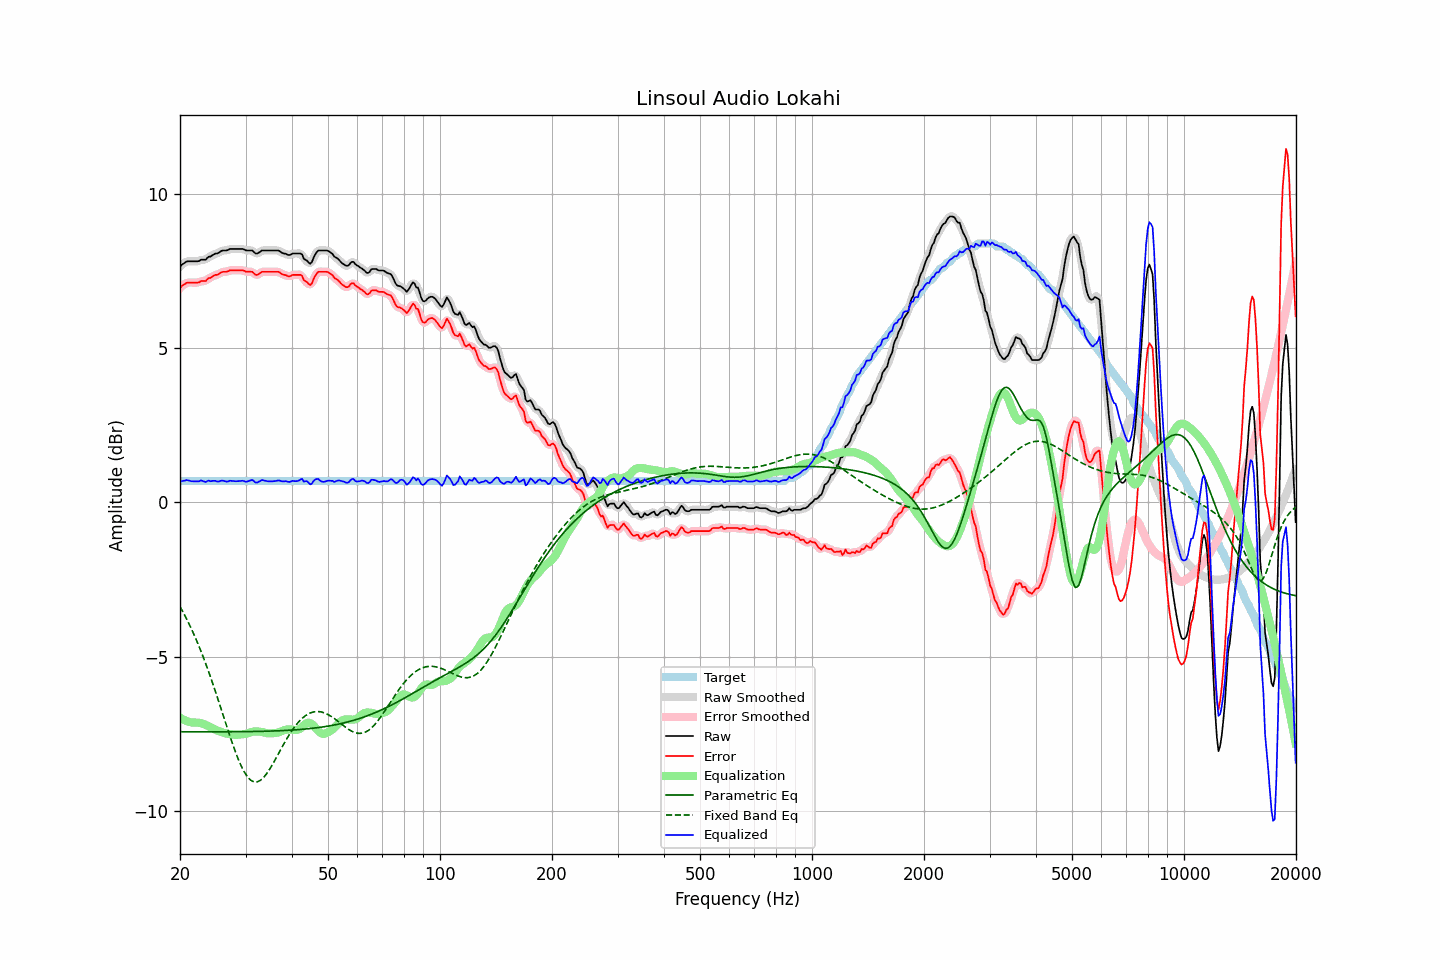 Linsoul Audio Lokahi
Amplitude (dBr)
10
5
0
−5
−10
Target
Raw Smoothed
Error Smoothed
Raw
Error
Equalization
Parametric Eq
Fixed Band Eq
Equalized
20 50 100 200 500 1000 2000 5000 10000 20000
Frequency (Hz)